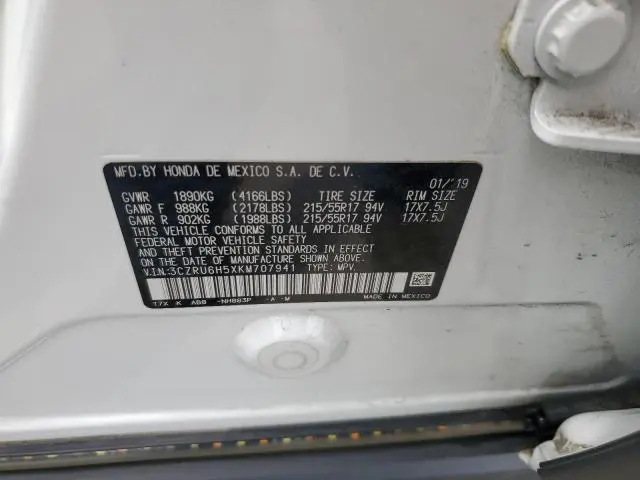 MFD.BY HONDA DE MEXICO S.A. DE C.V. 01/'19
GVWR 1890KG (4166LBS) TIRE SIZE RIM SIZE
GAWR F 988KG (2178LBS) 215/55R17 94V 17X7.5J
GAWR R 902KG (1988LBS) 215/55R17 94V 17X7.5J
THIS VEHICLE CONFORMS TO ALL APPLICABLE
FEDERAL MOTOR VEHICLE SAFETY
AND THEFT PREVENTION STANDARDS IN EFFECT
ON THE DATE OF MANUFACTURE SHOWN ABOVE.
V.I.N:3CZRU6H5XKM707941 TYPE: MPV.
T7X K AB0 -NH883P -A -M MADE IN MEXICO